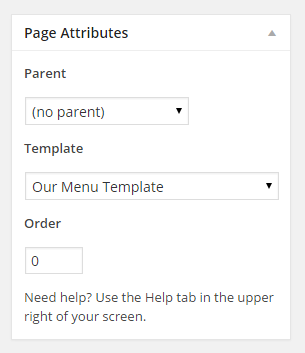 Page Attributes
Parent
(no parent)
Template
Our Menu Template
Order
0
Need help? Use the Help tab in the upper
right of your screen.